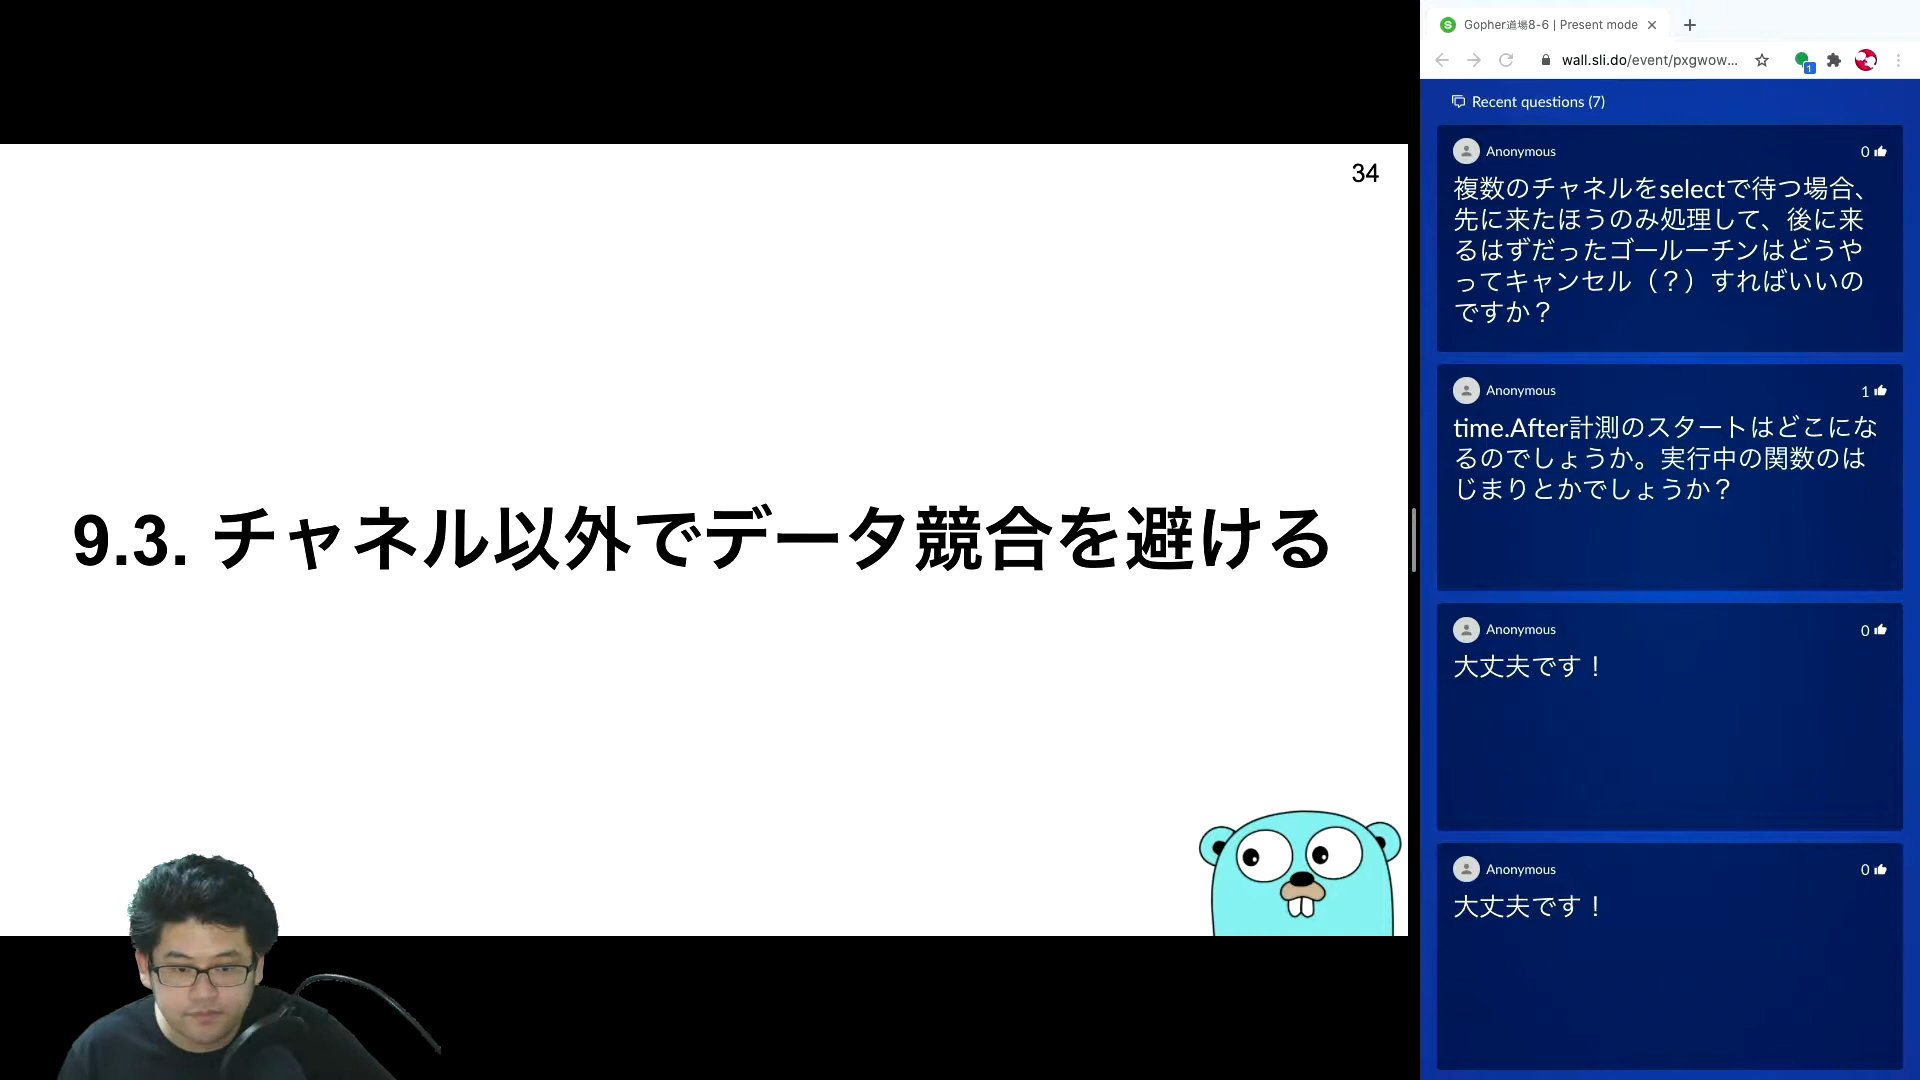 34
9.3. チャネル以外でデータ競合を避ける
Gopher道場8-6 | Present mode
wall.sli.do/event/pxgwow...
1
Recent questions (7)
Anonymous
0
複数のチャネルをselectで待つ場合、
先に来たほうのみ処理して、後に来
るはずだったゴールーチンはどうや
ってキャンセル（？）すればいいの
ですか？
Anonymous
1
time.After計測のスタートはどこにな
るのでしょうか。実行中の関数のは
じまりとかでしょうか？
Anonymous
0
大丈夫です！
Anonymous
0
大丈夫です！